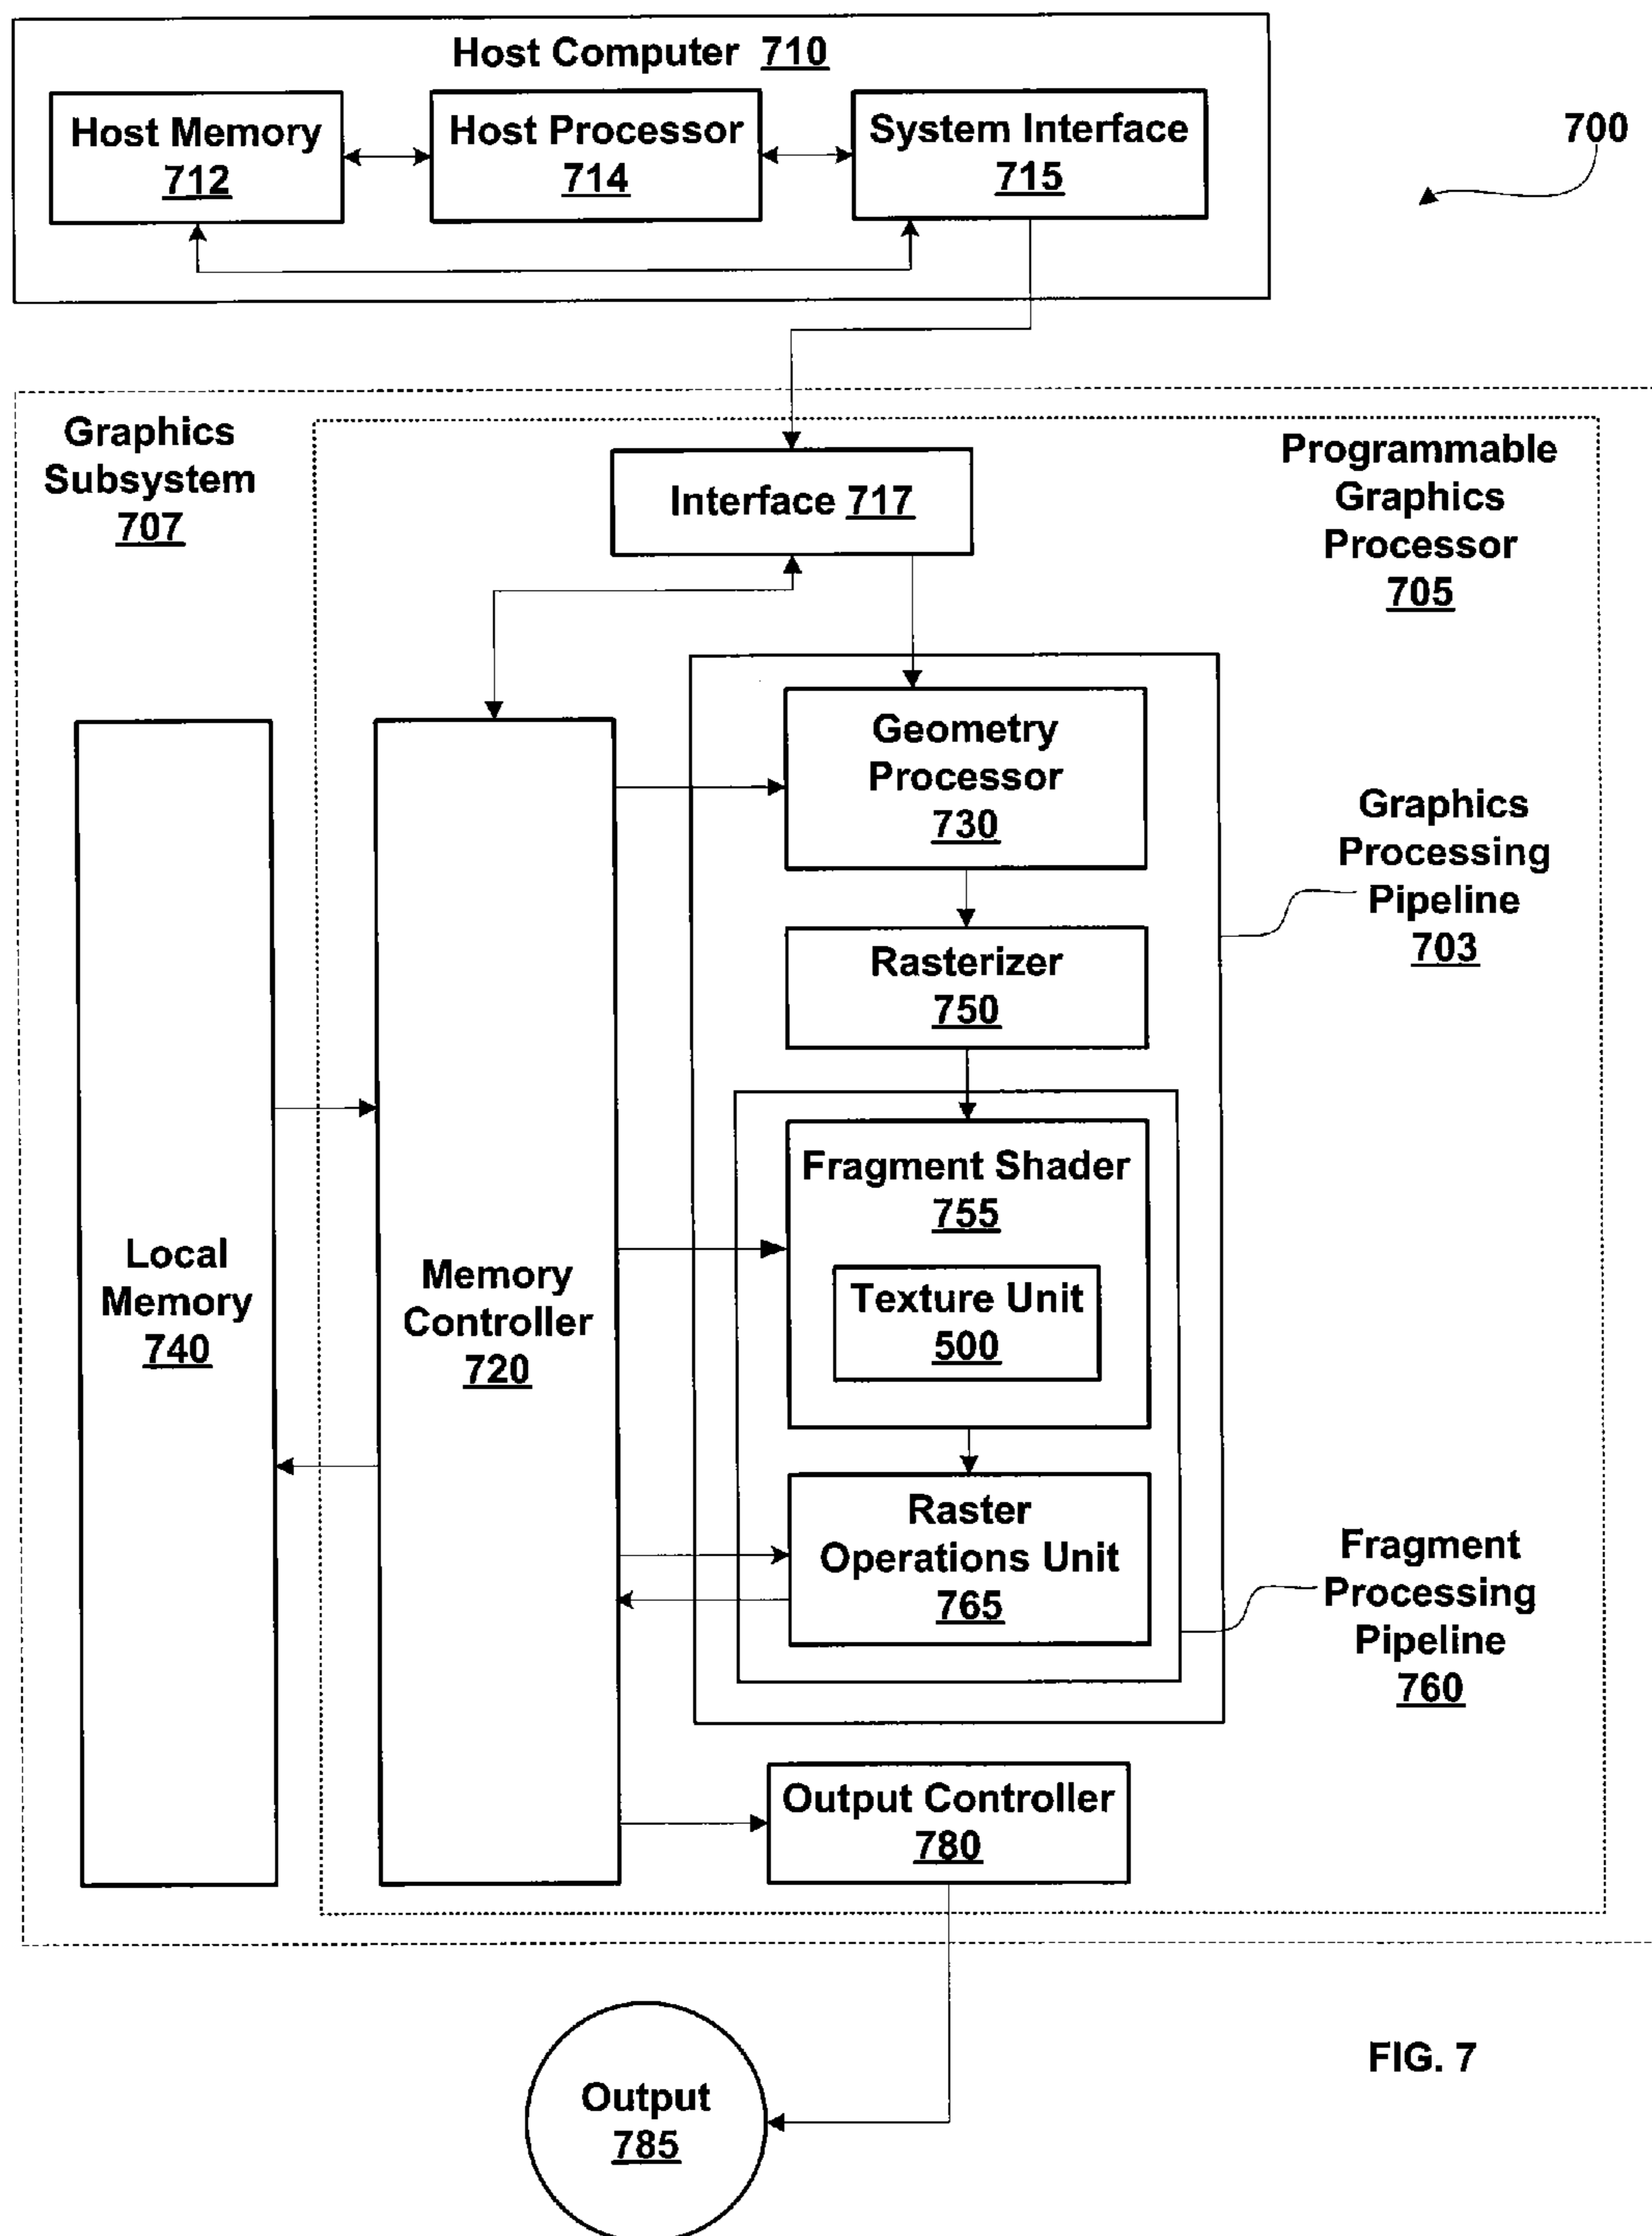 Host Computer 710
Host Memory
712
Host Processor
714
System Interface
715
700
Graphics
Subsystem
707
Interface 717
Programmable
Graphics
Processor
705
Geometry
Processor
730
Graphics
Processing
Pipeline
703
Rasterizer
750
Fragment Shader
755
Texture Unit
500
Local
Memory
740
Memory
Controller
720
Raster
Operations Unit
765
Fragment
Processing
Pipeline
760
Output Controller
780
Output
785
FIG. 7